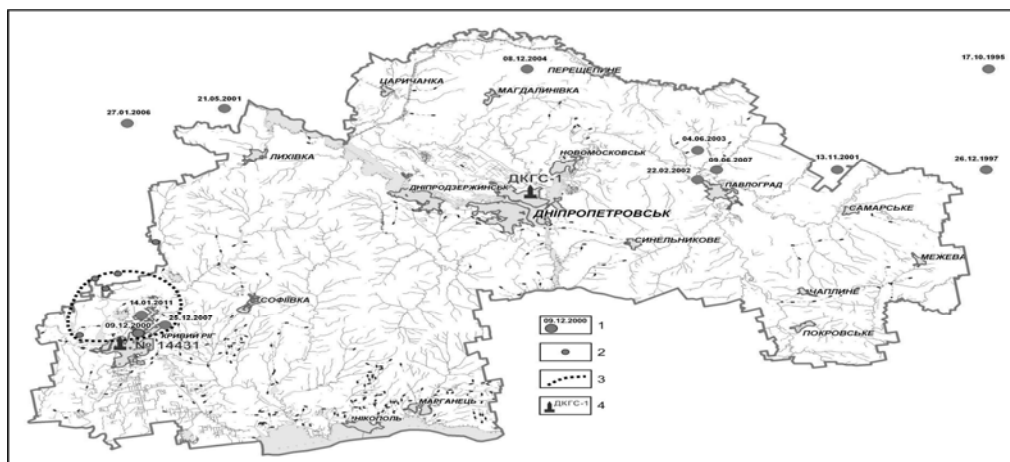 08.12.2004
ПЕРЕЩЕПИНЕ
17.10.1995
ЦАРИЧАНКА
МАГДАЛИНІВКА
21.05.2001
27.01.2006
04.06.2003
ЛИХІВКА
НОВОМОСКОВСЬК
09.06.2007
13.11.2001
26.12.1997
22.02.2002
ДКГС-1
ПАВЛОГРАД
ДНІПРОДЗЕРЖИНСЬК
ДНІПРОПЕТРОВСЬК
САМАРСЬКЕ
СИНЕЛЬНИКОВЕ
МЕЖЕВА
ЧАПЛИНЕ
СОФІЇВКА
14.01.2011
25.12.2007
09.12.2000
КРИВИЙ РІГ
№ 14431
ПОКРОВСЬКЕ
09.12.2000 1
2
3
ДКГС-1 4
МАРГАНЕЦЬ
НІКОПОЛЬ